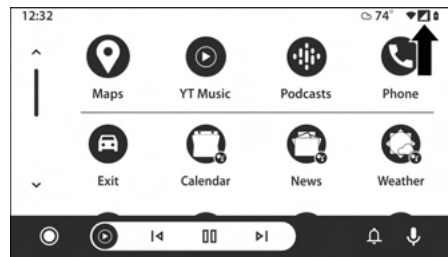 12:32
74°
Maps
YT Music
Podcasts
Phone
Exit
Calendar
News
Weather